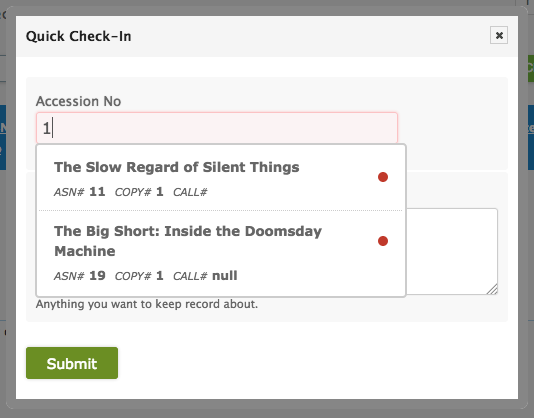 Quick Check-In
Accession No
1
The Slow Regard of Silent Things
ASN# 11 COPY# 1 CALL#
The Big Short: Inside the Doomsday
Machine
ASN# 19 COPY# 1 CALL# null
Anything you want to keep record about.
Submit